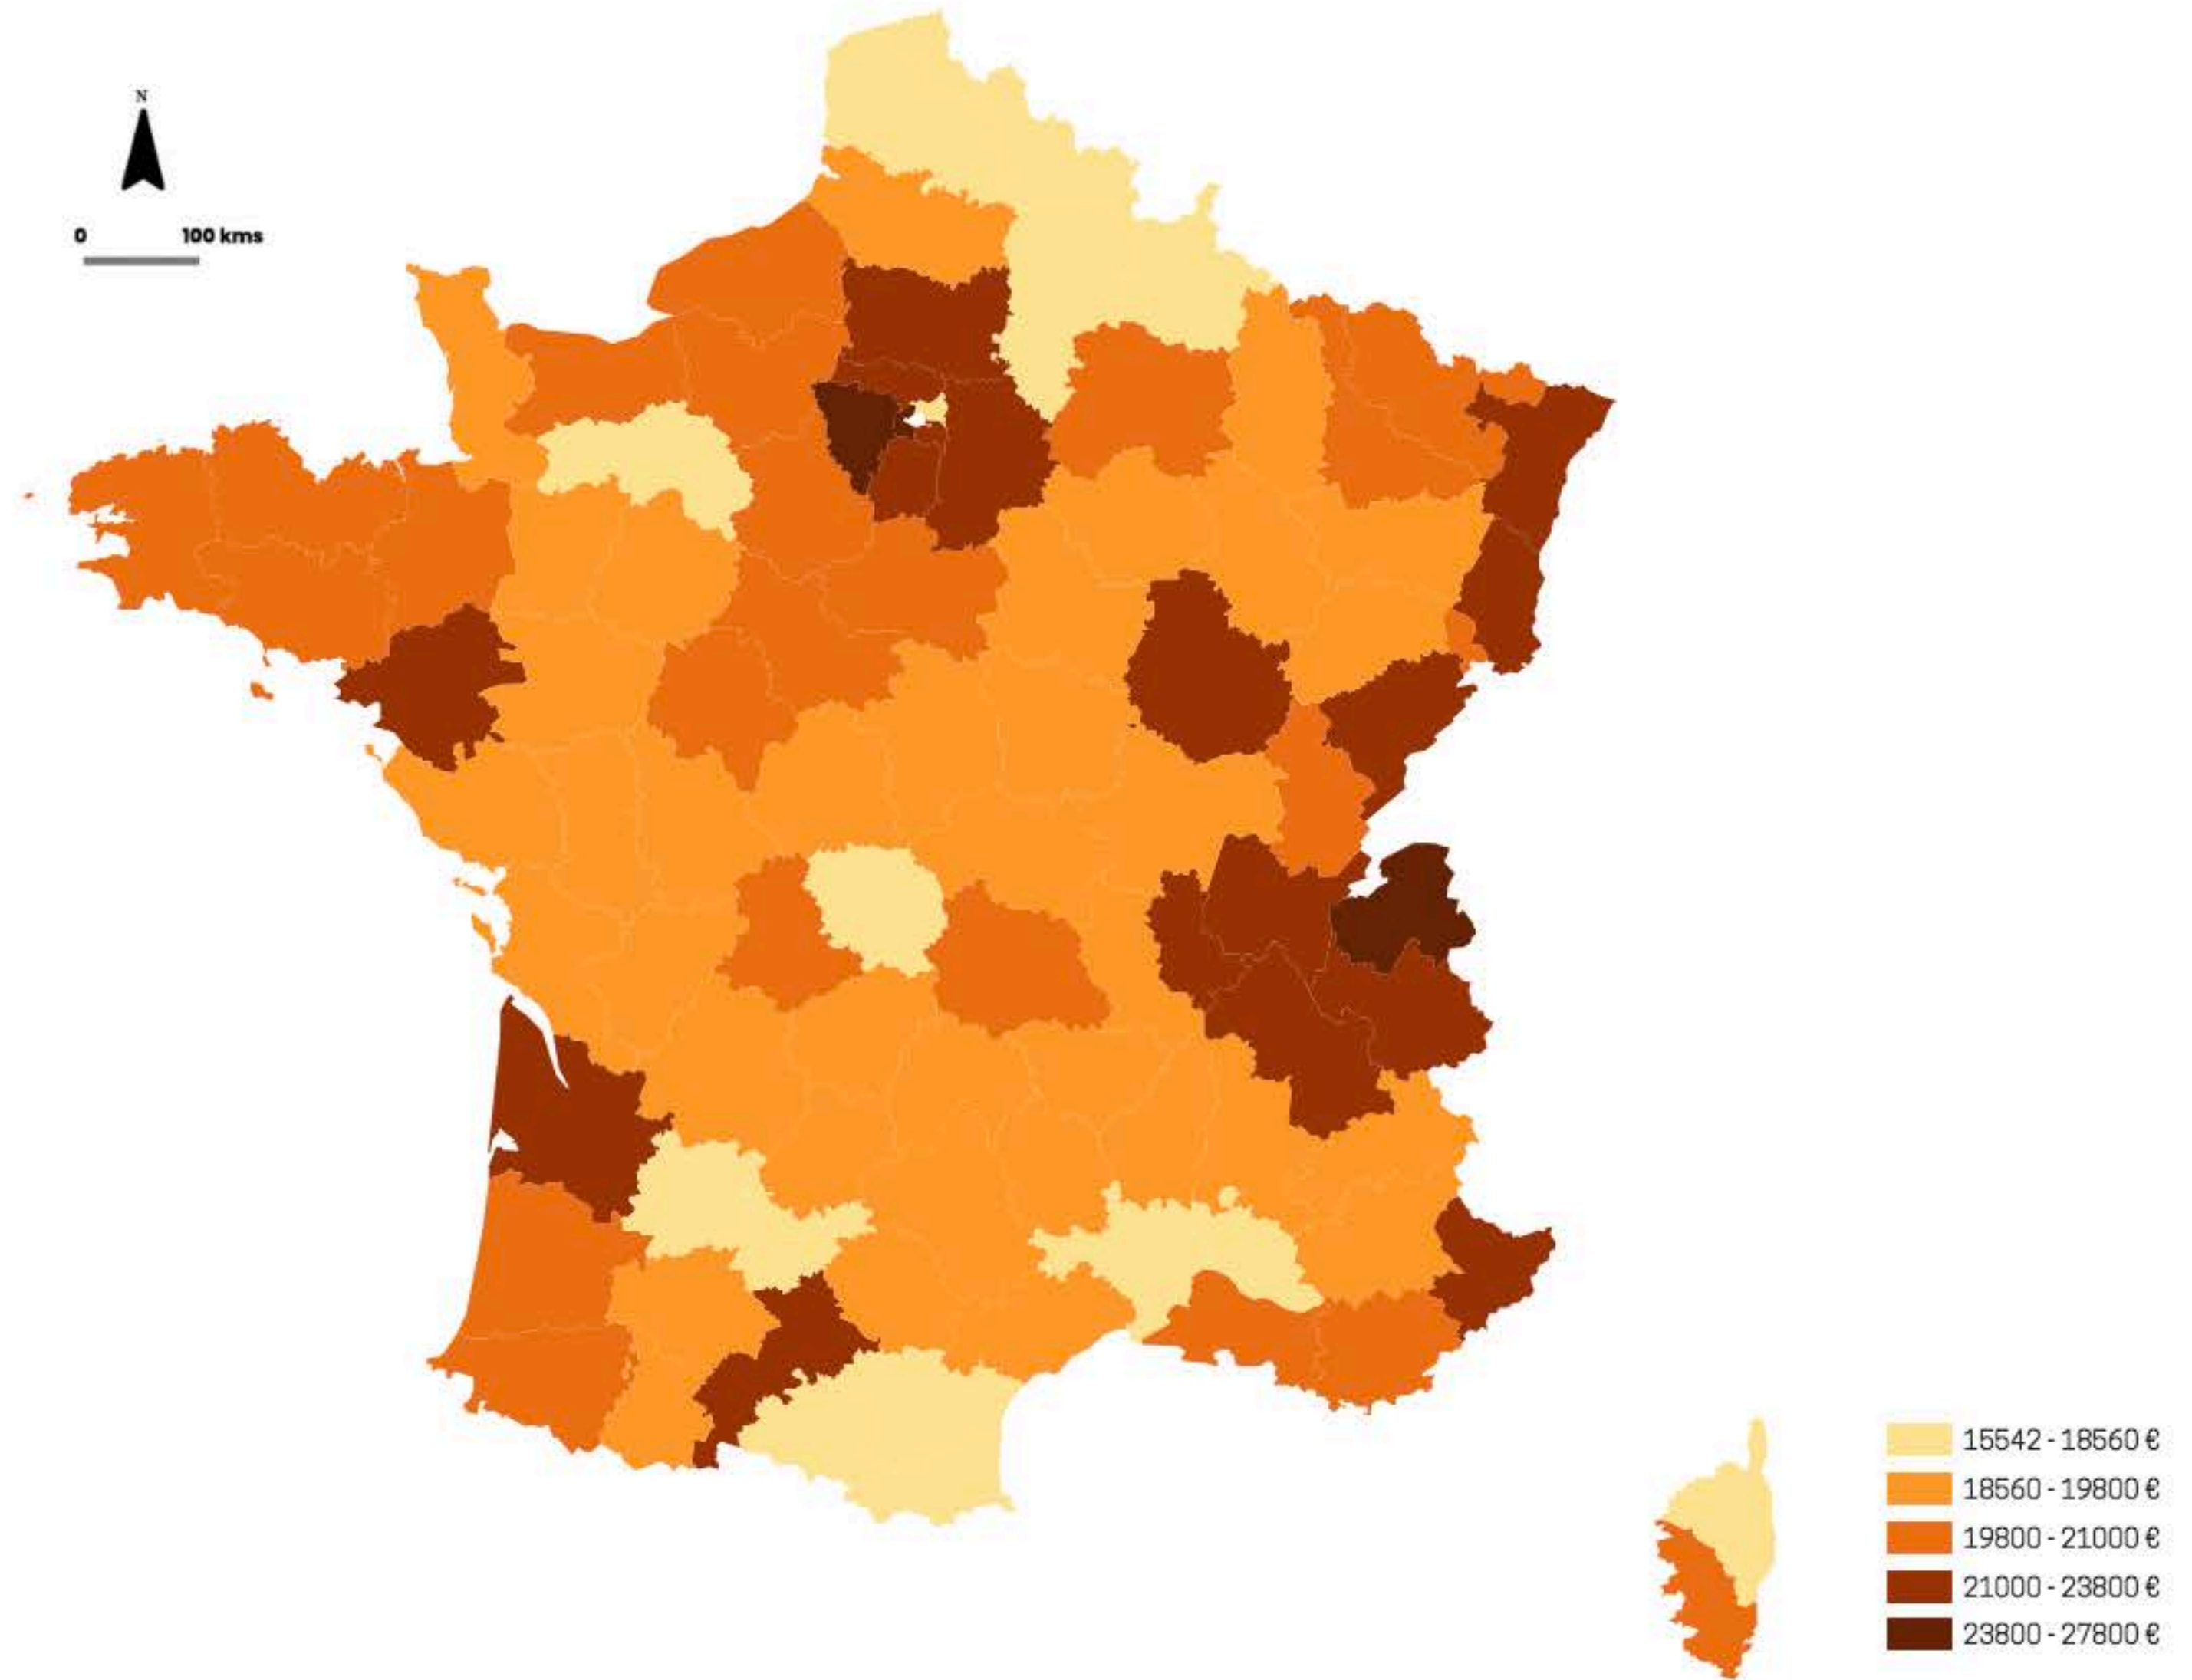 N
0 100 kms
15542 - 18560 €
18560 - 19800 €
19800 - 21000 €
21000 - 23800 €
23800 - 27800 €